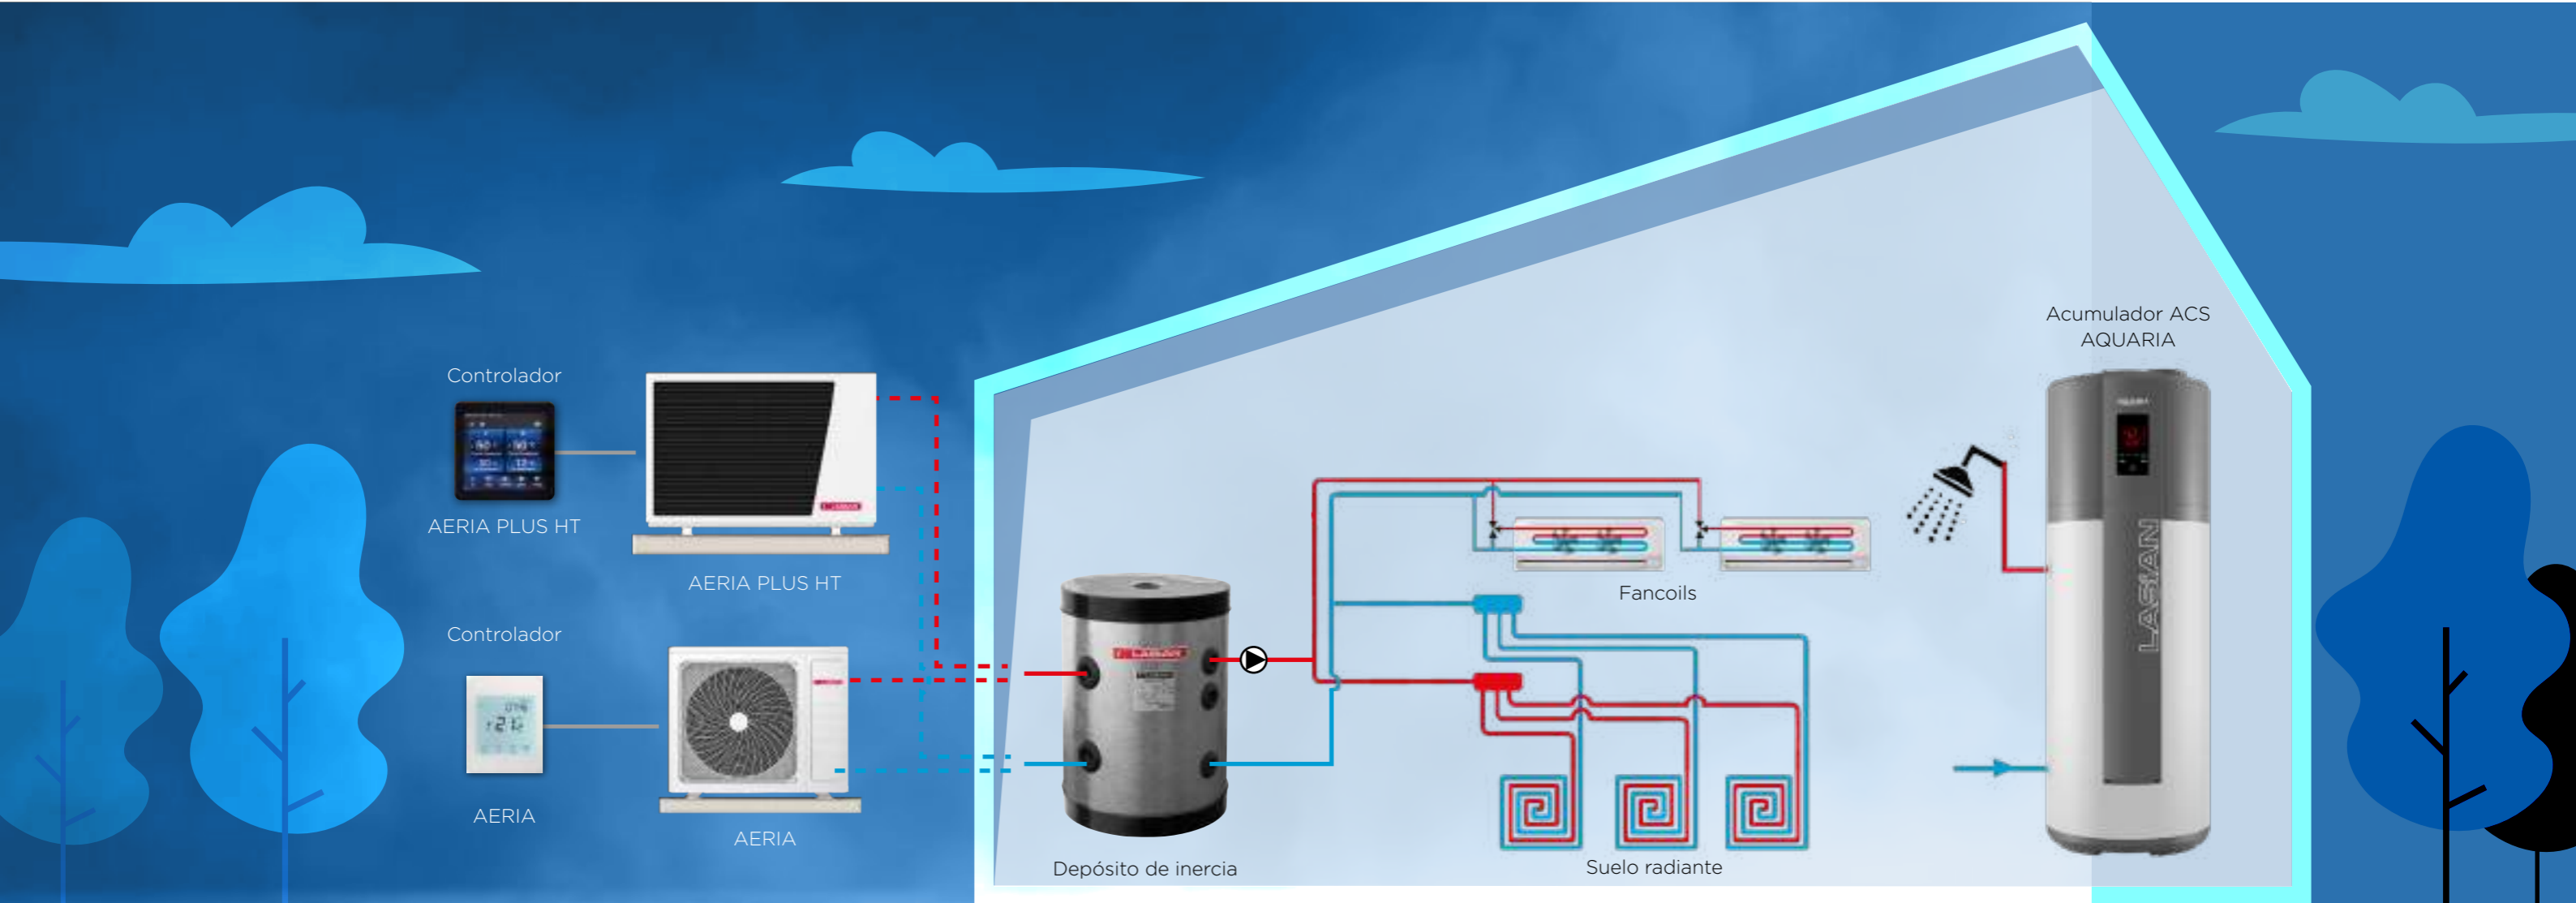 Acumulador ACS
AQUARIA
Controlador
AERIA PLUS HT
AERIA PLUS HT
Controlador
AERIA
AERIA
LASIAN
Depósito de inercia
Fancoils
Suelo radiante
LASIAN